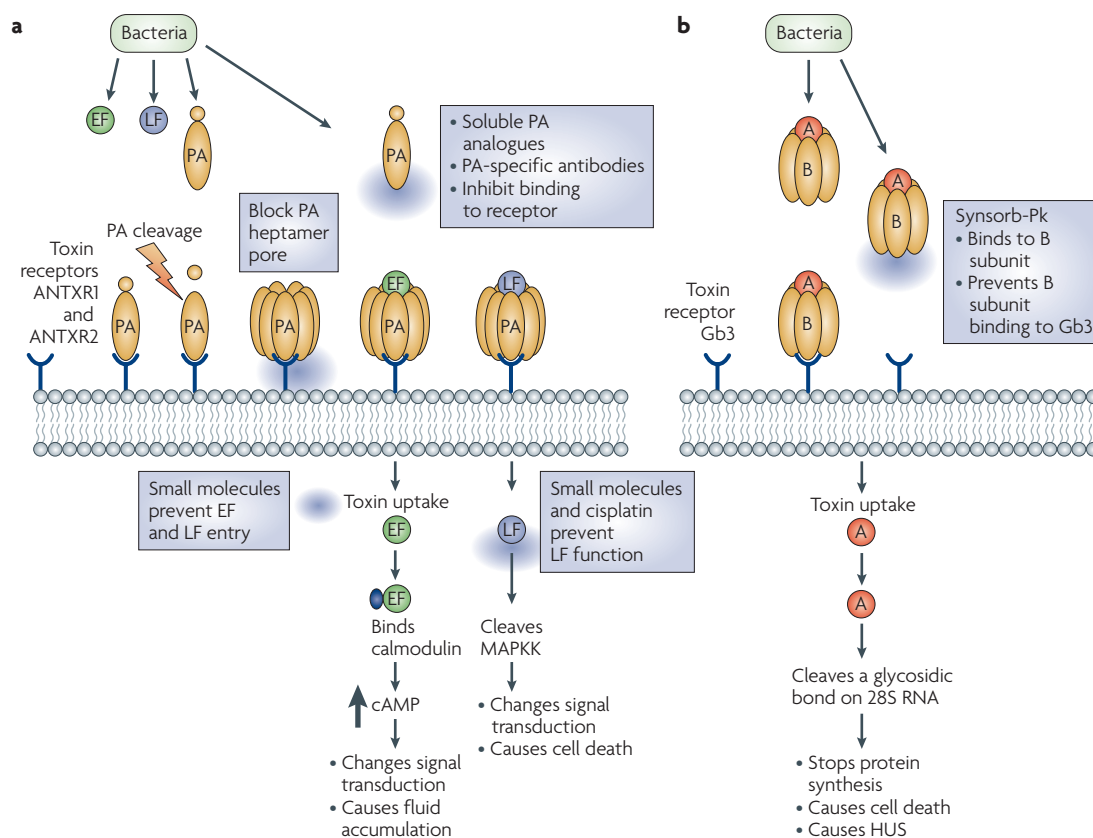 a
Bacteria
EF
LF
PA
PA
• Soluble PA
analogues
• PA-specific antibodies
• Inhibit binding
to receptor
Block PA
heptamer
pore
PA cleavage
Toxin
receptors
ANTXR1
and
ANTXR2
PA
PA
PA
EF
PA
LF
PA
Small molecules
prevent EF
and LF entry
Toxin uptake
EF
EF
Binds
calmodulin
cAMP
• Changes signal
transduction
• Causes fluid
accumulation
LF
Small molecules
and cisplatin
prevent
LF function
Cleaves
MAPKK
• Changes signal
transduction
• Causes cell death
b
Bacteria
A
B
A
B
Synsorb-Pk
• Binds to B
subunit
• Prevents B
subunit
binding to Gb3
Toxin
receptor
Gb3
A
B
Toxin uptake
A
A
Cleaves a glycosidic
bond on 28S RNA
• Stops protein
synthesis
• Causes cell death
• Causes HUS